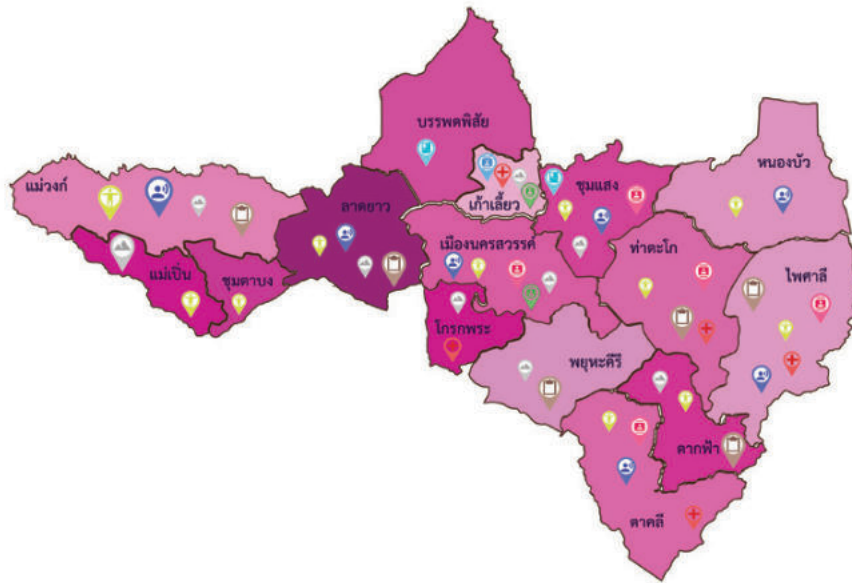 บรรพตพิสัย
หนองบัว
แม่วงก์
ลาดยาว
เก้าเลี้ยว
ชุมแสง
เมืองนครสวรรค์
ท่าตะโก
ไพศาลี
แม่เปิน
ชุมตาบง
โกรกพระ
พยุหะคีรี
ตากฟ้า
ตาคลี